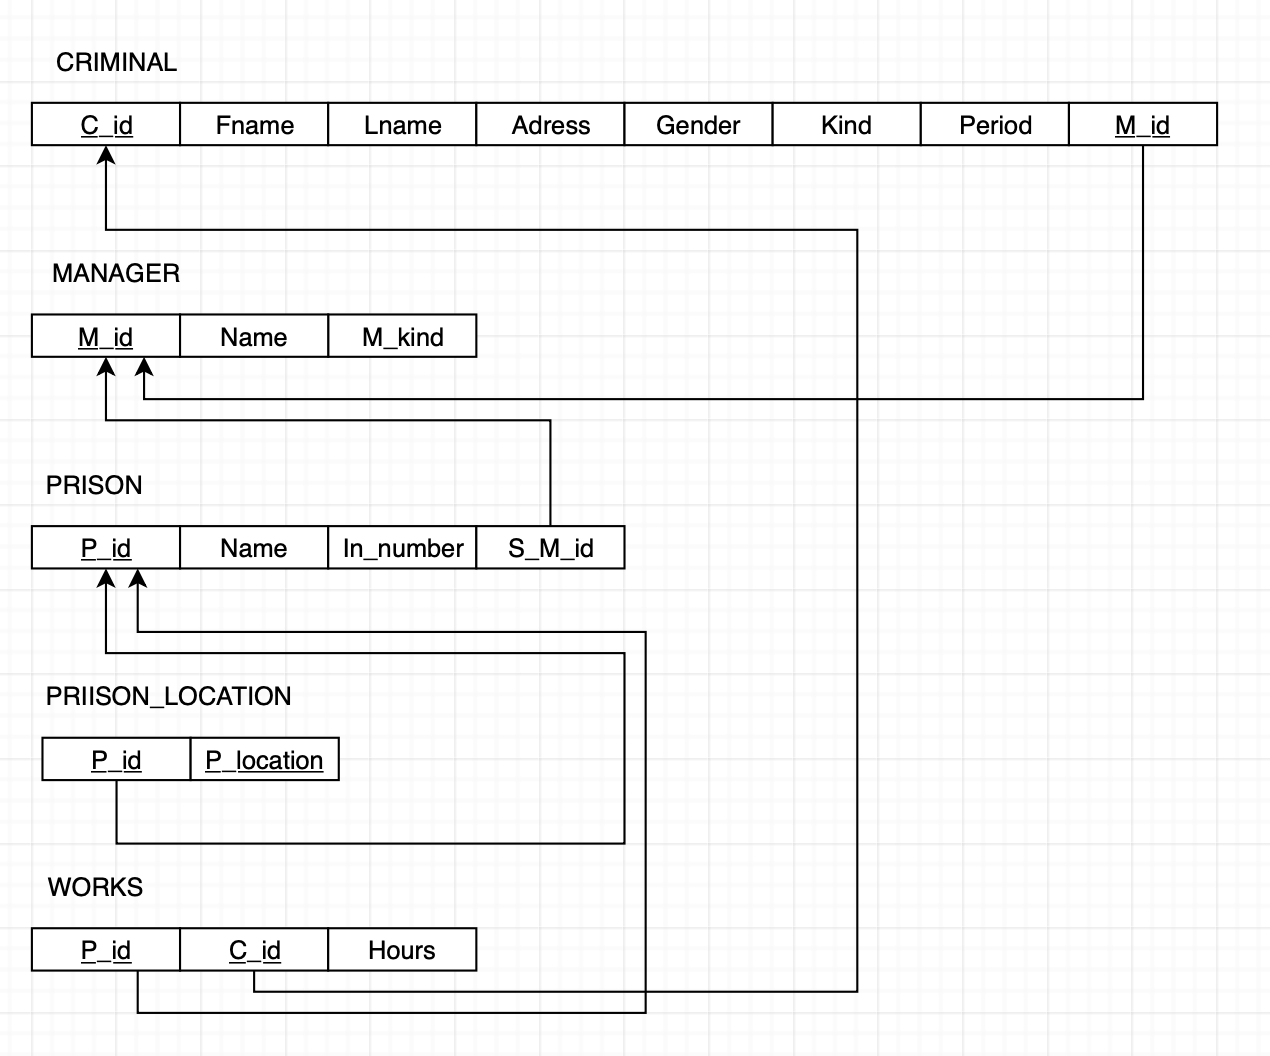 CRIMINAL
C_id Fname Lname Adress Gender Kind Period M_id
MANAGER
M_id Name M_kind
PRISON
P_id Name In_number S_M_id
PRIISON_LOCATION
P_id P_location
WORKS
P_id C_id Hours